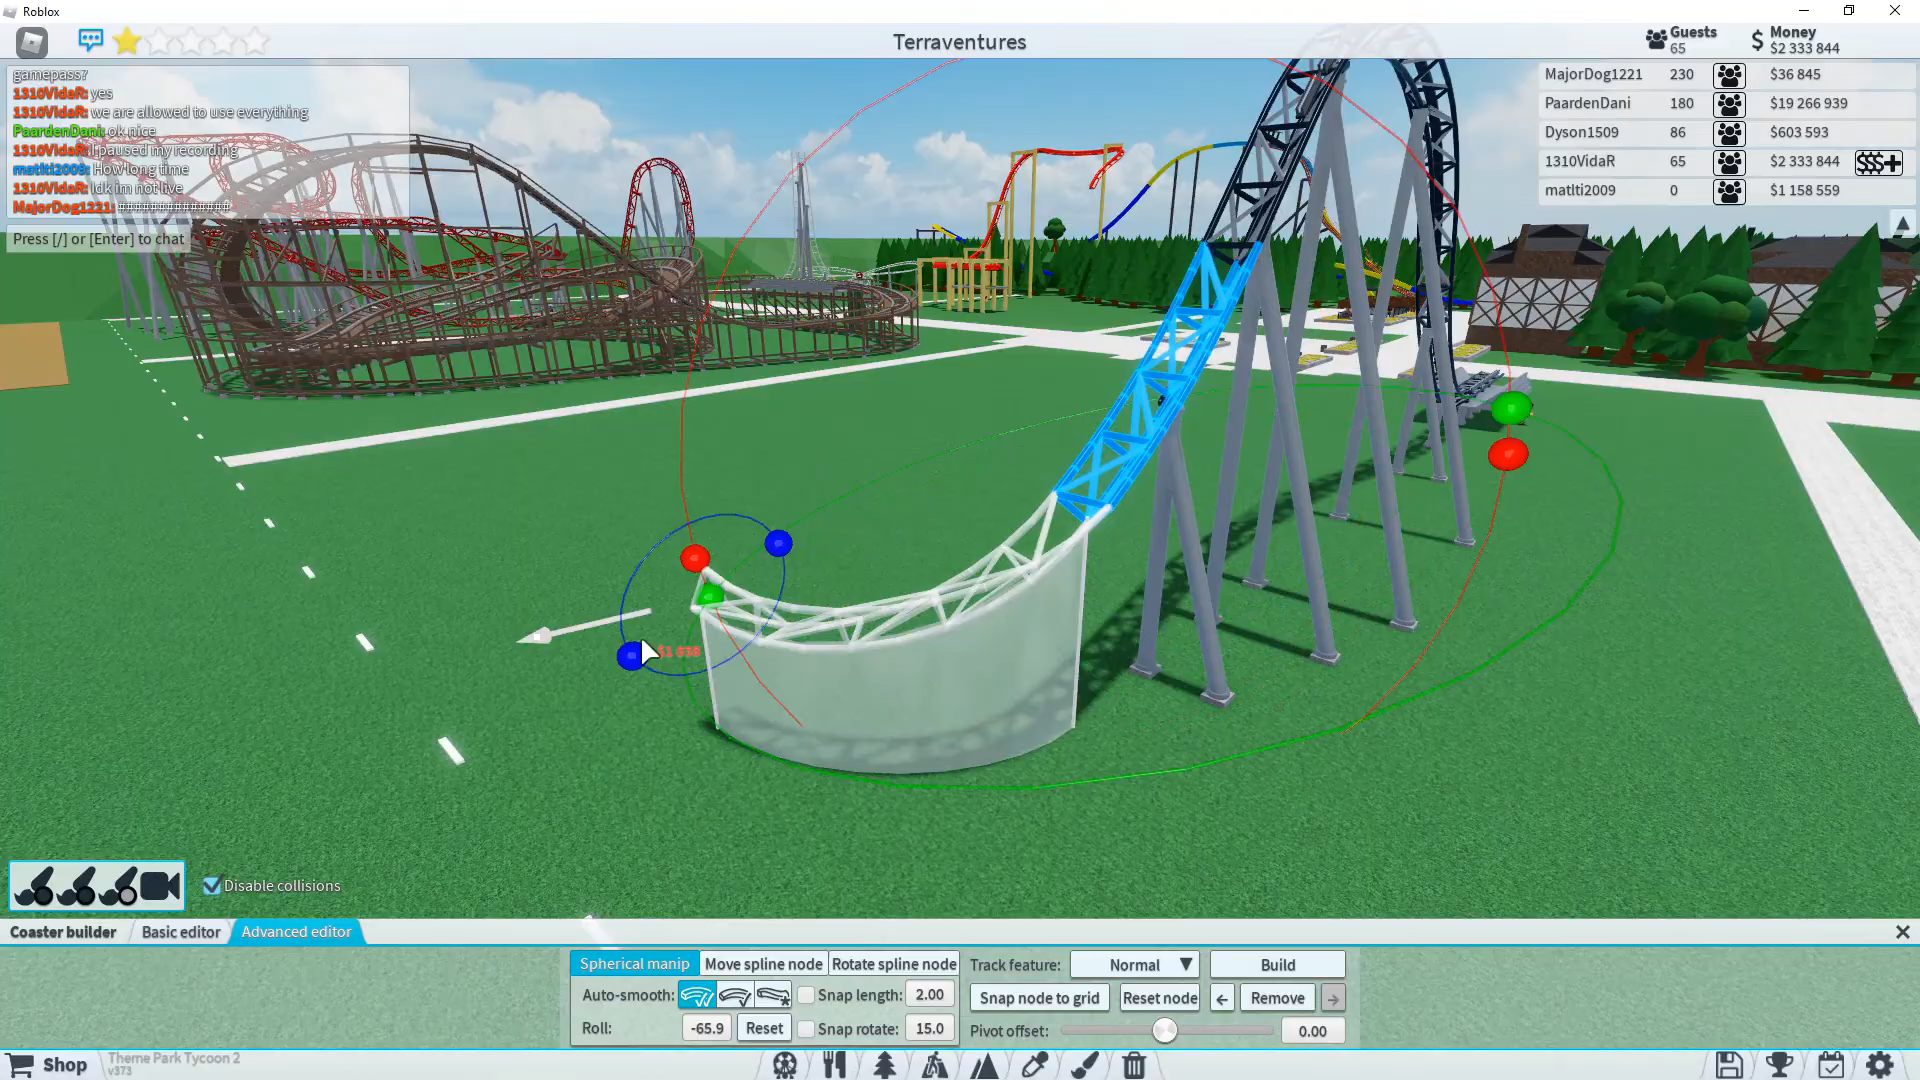 Roblox
Terraventures
Guests
65
Money
$2 333 844
gamepass?
1310VidaR: yes
1310VidaR: we are allowed to use everything
PaardenDani: ok nice
1310VidaR: I paused my recording
matiti2009: How long time
1310VidaR: Idk im not live
MajorDog1221: ##############
Press [/] or [Enter] to chat
MajorDog1221 230 $36 845
PaardenDani 180 $19 266 939
Dyson1509 86 $603 593
1310VidaR 65 $2 333 844 $$$+
matiti2009 0 $1 158 559
Disable collisions
Coaster builder Basic editor Advanced editor
Spherical manip Move spline node Rotate spline node Track feature: Normal Build
Auto-smooth: Snap length: 2.00 Snap node to grid Reset node ← Remove →
Roll: -65.9 Reset Snap rotate: 15.0 Pivot offset: 0.00
Shop
Theme Park Tycoon 2
v373